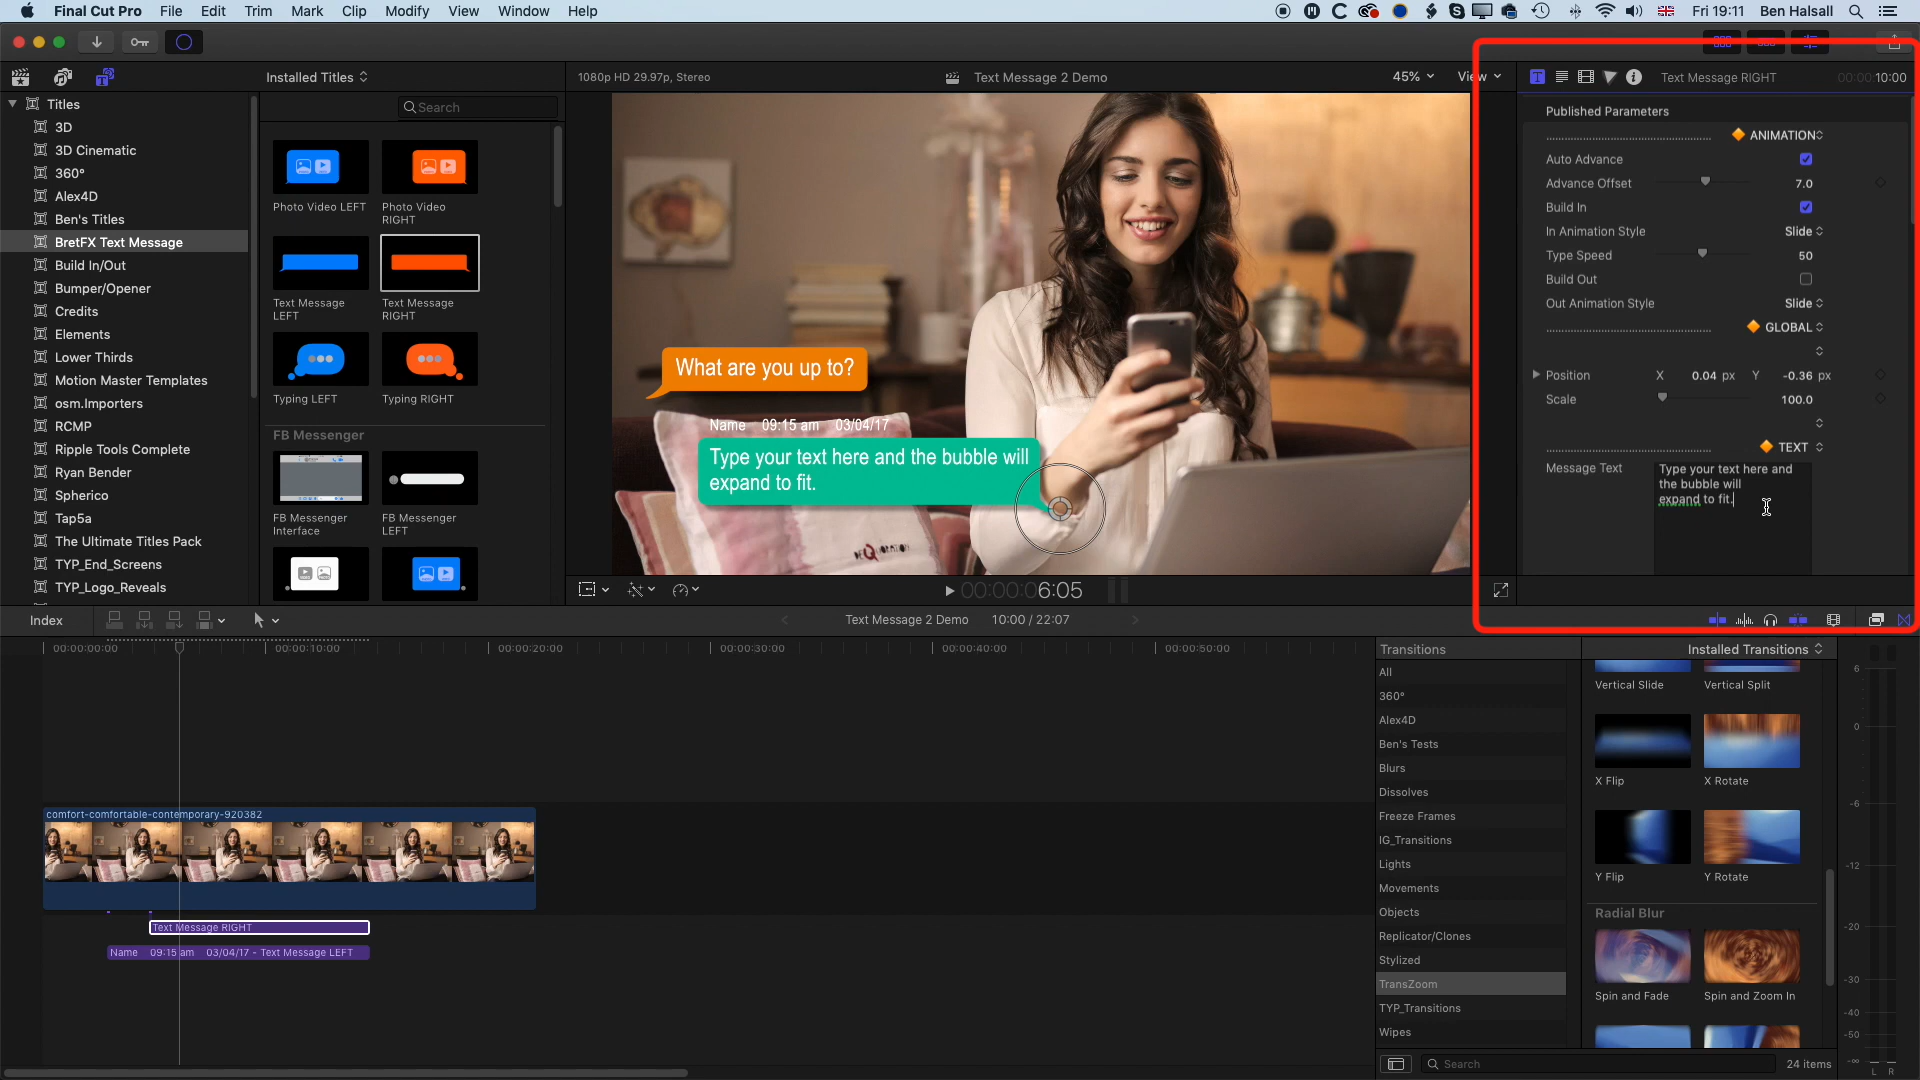 Final Cut Pro File Edit Trim Mark Clip Modify View Window Help
Fri 19:11 Ben Halsall
Installed Titles
1080p HD 29.97p, Stereo
Text Message 2 Demo
45%
View
Text Message RIGHT
00:00:10:00
Titles
3D
3D Cinematic
360°
Alex4D
Ben's Titles
BretFX Text Message
Build In/Out
Bumper/Opener
Credits
Elements
Lower Thirds
Motion Master Templates
osm.Importers
RCMP
Ripple Tools Complete
Ryan Bender
Spherico
Tap5a
The Ultimate Titles Pack
TYP_End_Screens
TYP_Logo_Reveals
Search
Photo Video LEFT
Photo Video
RIGHT
Text Message
LEFT
Text Message
RIGHT
Typing LEFT
Typing RIGHT
FB Messenger
FB Messenger
Interface
FB Messenger
LEFT
What are you up to?
Name 09:15 am 03/04/17
Type your text here and the bubble will
expand to fit.
Published Parameters
ANIMATION
Auto Advance
Advance Offset 7.0
Build In
In Animation Style Slide
Type Speed 50
Build Out
Out Animation Style Slide
GLOBAL
Position X 0.04 px Y -0.36 px
Scale 100.0
TEXT
Message Text
Type your text here and
the bubble will
expand to fit.
00:00:06:05
Index
Text Message 2 Demo 10:00 / 22:07
00:00:00:00 00:00:10:00 00:00:20:00 00:00:30:00 00:00:40:00 00:00:50:00
comfort-comfortable-contemporary-920382
Text Message RIGHT
Name 09:15 am 03/04/17 - Text Message LEFT
Transitions
Installed Transitions
All
360°
Alex4D
Ben's Tests
Blurs
Dissolves
Freeze Frames
IG_Transitions
Lights
Movements
Objects
Replicator/Clones
Stylized
TransZoom
TYP_Transitions
Wipes
Vertical Slide
Vertical Split
X Flip
X Rotate
Y Flip
Y Rotate
Radial Blur
Spin and Fade
Spin and Zoom In
Search
24 items
6
0
-6
-12
-20
-30
-40
-50
-∞
L R